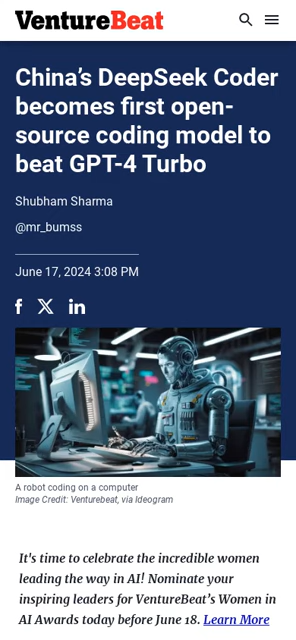 VentureBeat
China’s DeepSeek Coder
becomes first open-
source coding model to
beat GPT-4 Turbo
Shubham Sharma
@mr_bumss
June 17, 2024 3:08 PM
A robot coding on a computer
Image Credit: Venturebeat, via Ideogram
It's time to celebrate the incredible women
leading the way in AI! Nominate your
inspiring leaders for VentureBeat’s Women in
AI Awards today before June 18. Learn More